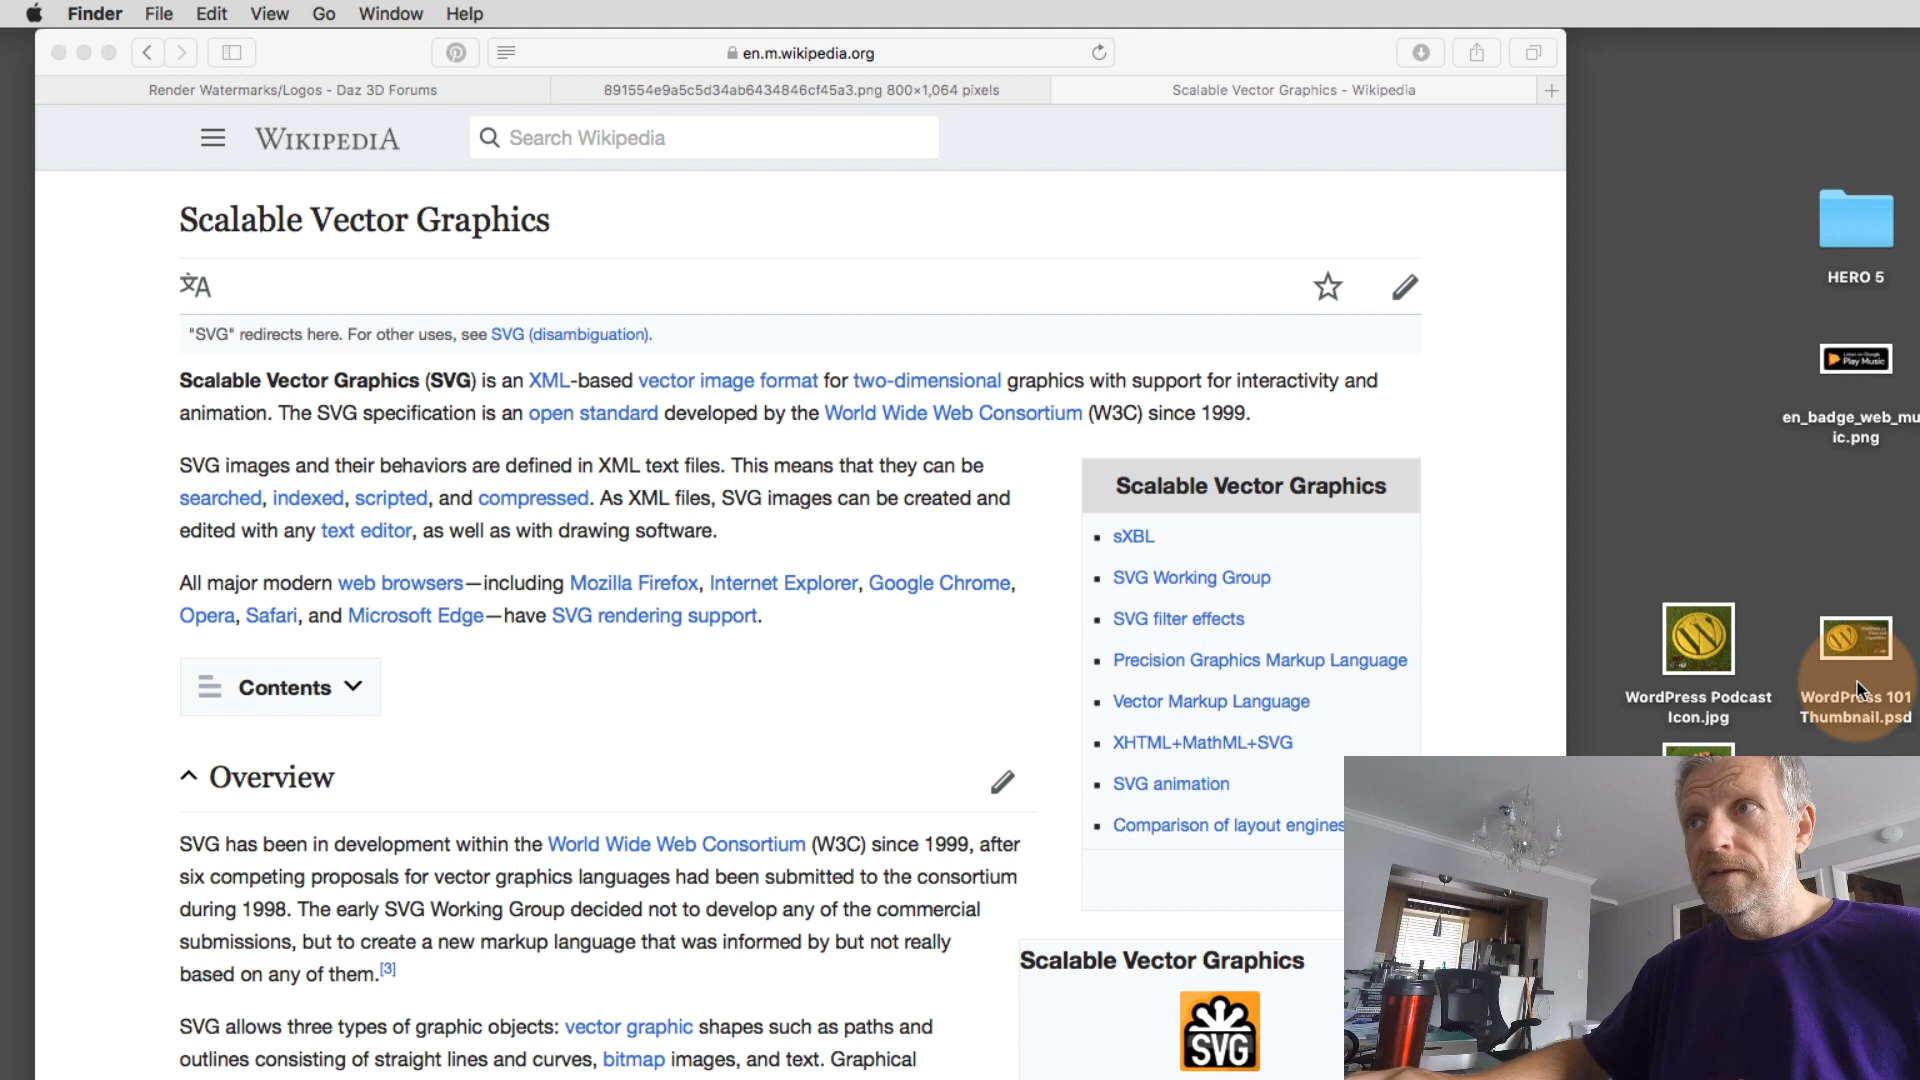 Finder File Edit View Go Window Help
en.m.wikipedia.org
Render Watermarks/Logos - Daz 3D Forums
891554e9a5c5d34ab6434846cf45a3.png 800×1,064 pixels
Scalable Vector Graphics - Wikipedia
WIKIPEDIA
Search Wikipedia
Scalable Vector Graphics
文A
"SVG" redirects here. For other uses, see SVG (disambiguation).
Scalable Vector Graphics (SVG) is an XML-based vector image format for two-dimensional graphics with support for interactivity and
animation. The SVG specification is an open standard developed by the World Wide Web Consortium (W3C) since 1999.
SVG images and their behaviors are defined in XML text files. This means that they can be
searched, indexed, scripted, and compressed. As XML files, SVG images can be created and
edited with any text editor, as well as with drawing software.
All major modern web browsers—including Mozilla Firefox, Internet Explorer, Google Chrome,
Opera, Safari, and Microsoft Edge—have SVG rendering support.
Contents
Overview
SVG has been in development within the World Wide Web Consortium (W3C) since 1999, after
six competing proposals for vector graphics languages had been submitted to the consortium
during 1998. The early SVG Working Group decided not to develop any of the commercial
submissions, but to create a new markup language that was informed by but not really
based on any of them.[3]
SVG allows three types of graphic objects: vector graphic shapes such as paths and
outlines consisting of straight lines and curves, bitmap images, and text. Graphical
Scalable Vector Graphics
sXBL
SVG Working Group
SVG filter effects
Precision Graphics Markup Language
Vector Markup Language
XHTML+MathML+SVG
SVG animation
Comparison of layout engines
Scalable Vector Graphics
SVG
HERO 5
Play Music
en_badge_web_mu
ic.png
WordPress Podcast
Icon.jpg
WordPress 101
Thumbnail.psd